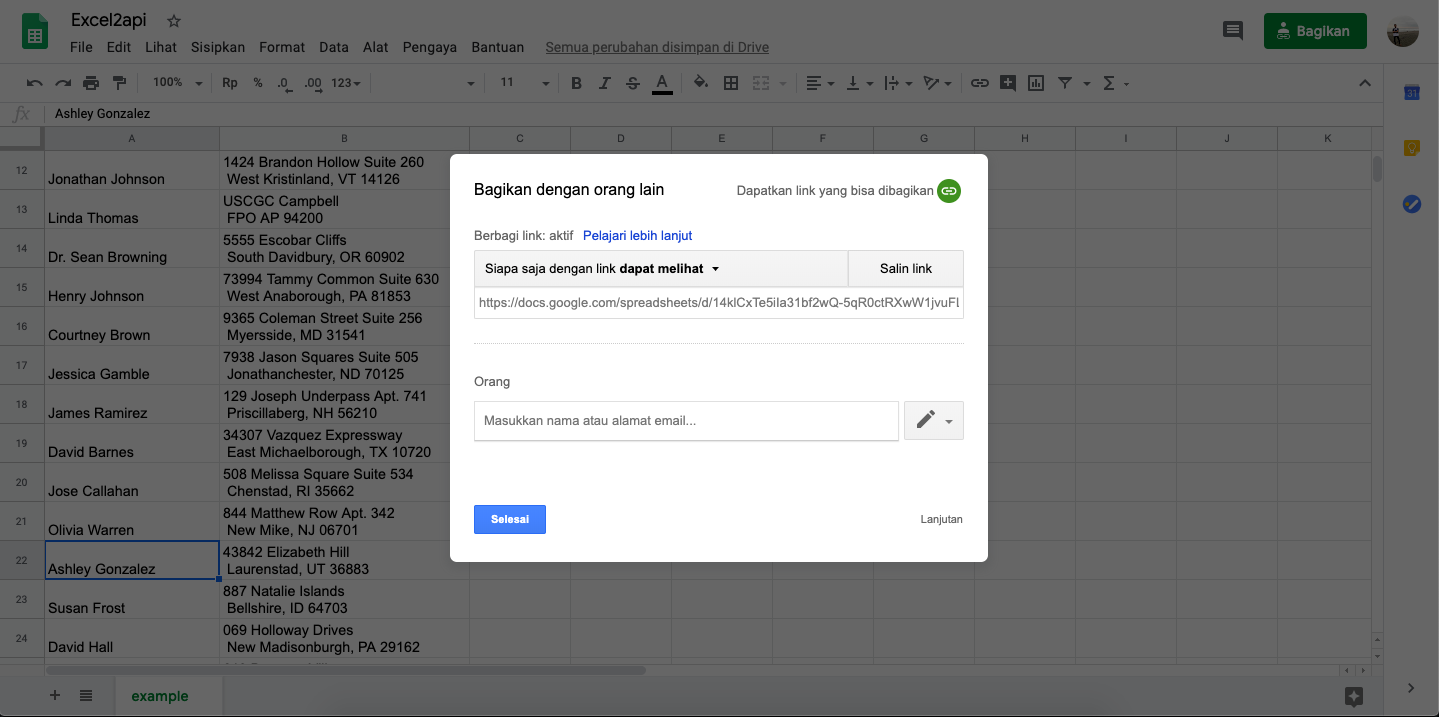 Excel2api
File Edit Lihat Sisipkan Format Data Alat Pengaya Bantuan Semua perubahan disimpan di Drive
Bagikan
100% Rp % .0 .00 123 11 B I S A Σ
31
fx Ashley Gonzalez
A B C D E F G H I J K
12 Jonathan Johnson 1424 Brandon Hollow Suite 260
West Kristinland, VT 14126
13 Linda Thomas USCGC Campbell
FPO AP 94200
14 Dr. Sean Browning 5555 Escobar Cliffs
South Davidbury, OR 60902
15 Henry Johnson 73994 Tammy Common Suite 630
West Anaborough, PA 81853
16 Courtney Brown 9365 Coleman Street Suite 256
Myersside, MD 31541
17 Jessica Gamble 7938 Jason Squares Suite 505
Jonathanchester, ND 70125
18 James Ramirez 129 Joseph Underpass Apt. 741
Priscillaberg, NH 56210
19 David Barnes 34307 Vazquez Expressway
East Michaelborough, TX 10720
20 Jose Callahan 508 Melissa Square Suite 534
Chenstad, RI 35662
21 Olivia Warren 844 Matthew Row Apt. 342
New Mike, NJ 06701
22 Ashley Gonzalez 43842 Elizabeth Hill
Laurenstad, UT 36883
23 Susan Frost 887 Natalie Islands
Bellshire, ID 64703
24 David Hall 069 Holloway Drives
New Madisonburgh, PA 29162
example
Bagikan dengan orang lain
Dapatkan link yang bisa dibagikan
Berbagi link: aktif Pelajari lebih lanjut
Siapa saja dengan link dapat melihat
Salin link
Orang
Masukkan nama atau alamat email...
Selesai
Lanjutan